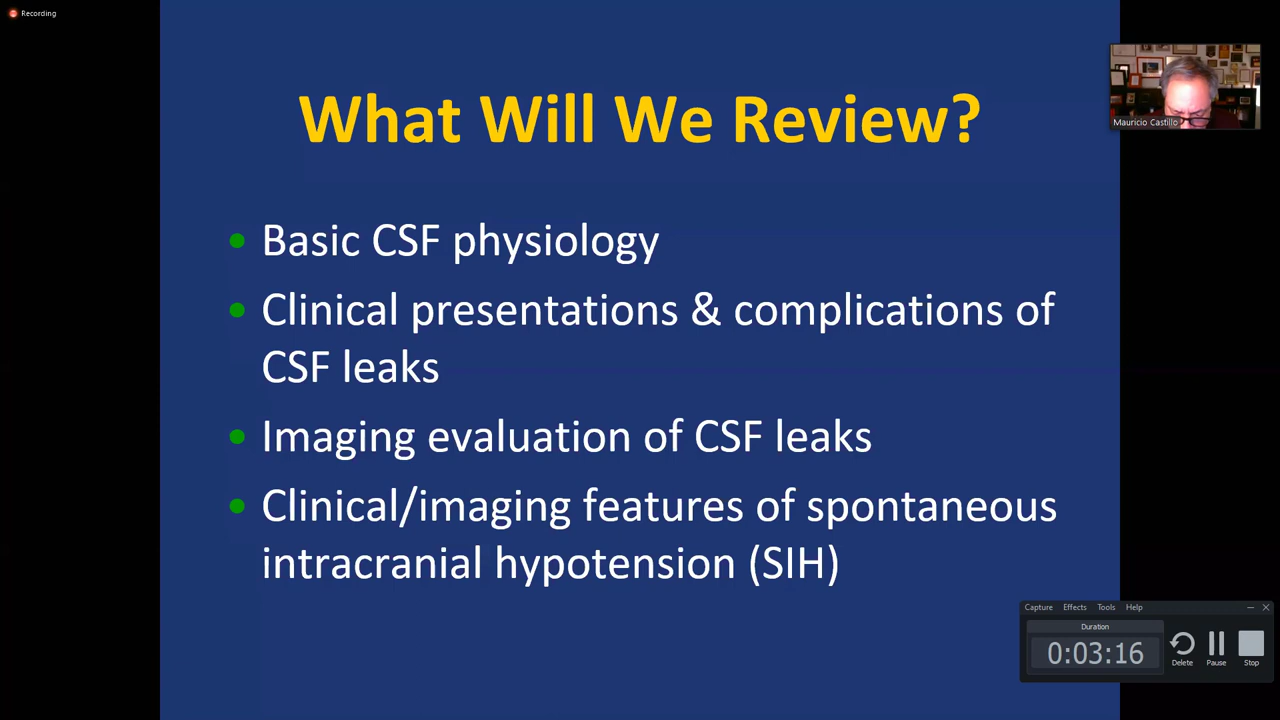 Recording
What Will We Review?
Mauricio Castillo
• Basic CSF physiology
• Clinical presentations & complications of
CSF leaks
• Imaging evaluation of CSF leaks
• Clinical/imaging features of spontaneous
intracranial hypotension (SIH)
Capture Effects Tools Help
Duration
0:03:16
Delete Pause Stop